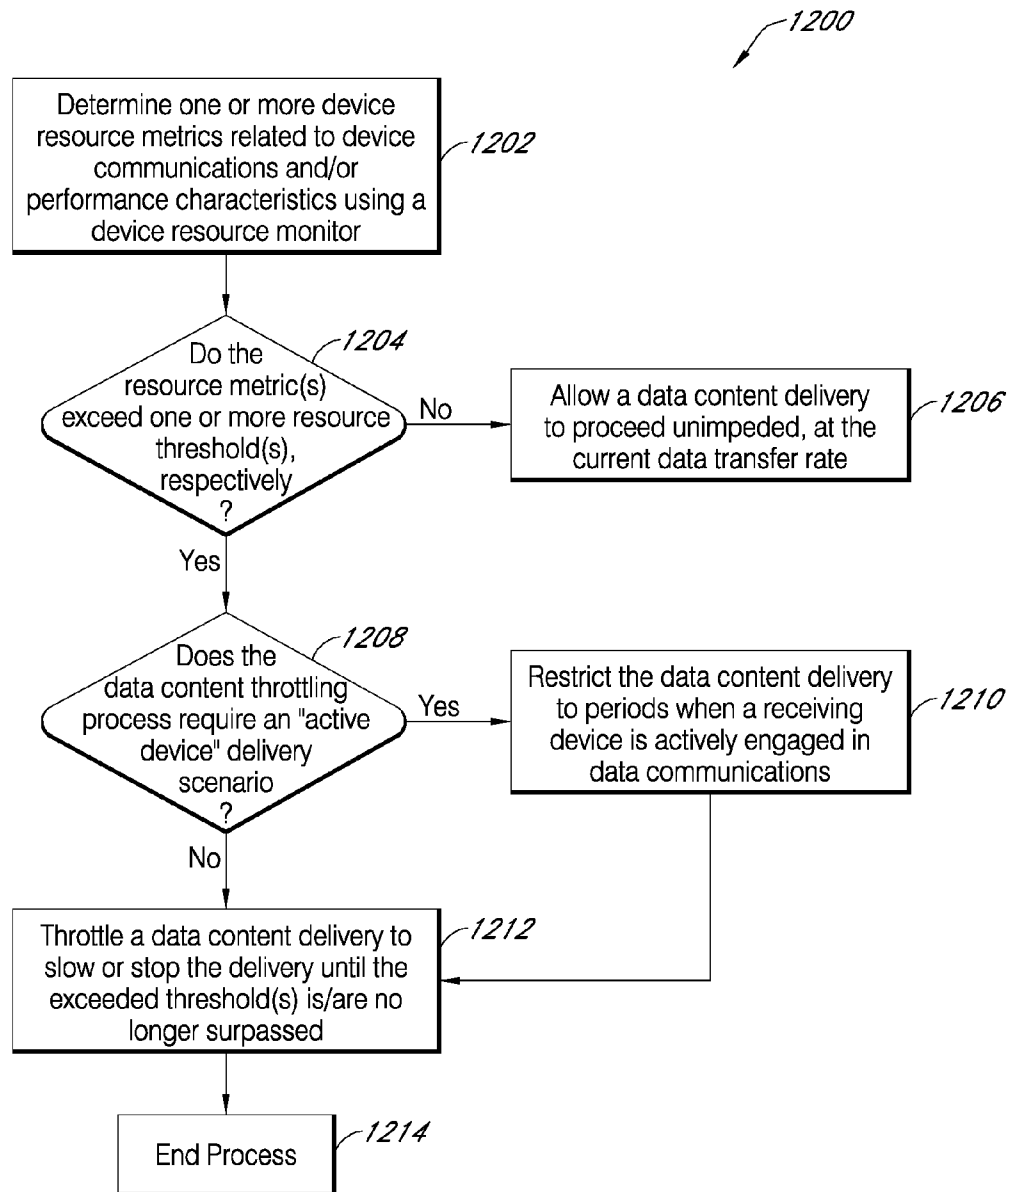 1200
Determine one or more device
resource metrics related to device
communications and/or
performance characteristics using a
device resource monitor
1202
Do the
resource metric(s)
exceed one or more resource
threshold(s),
respectively
?
1204
No
Allow a data content delivery
to proceed unimpeded, at the
current data transfer rate
1206
Yes
Does the
data content throttling
process require an "active
device" delivery
scenario
?
1208
Yes
Restrict the data content delivery
to periods when a receiving
device is actively engaged in
data communications
1210
No
Throttle a data content delivery to
slow or stop the delivery until the
exceeded threshold(s) is/are no
longer surpassed
1212
End Process
1214